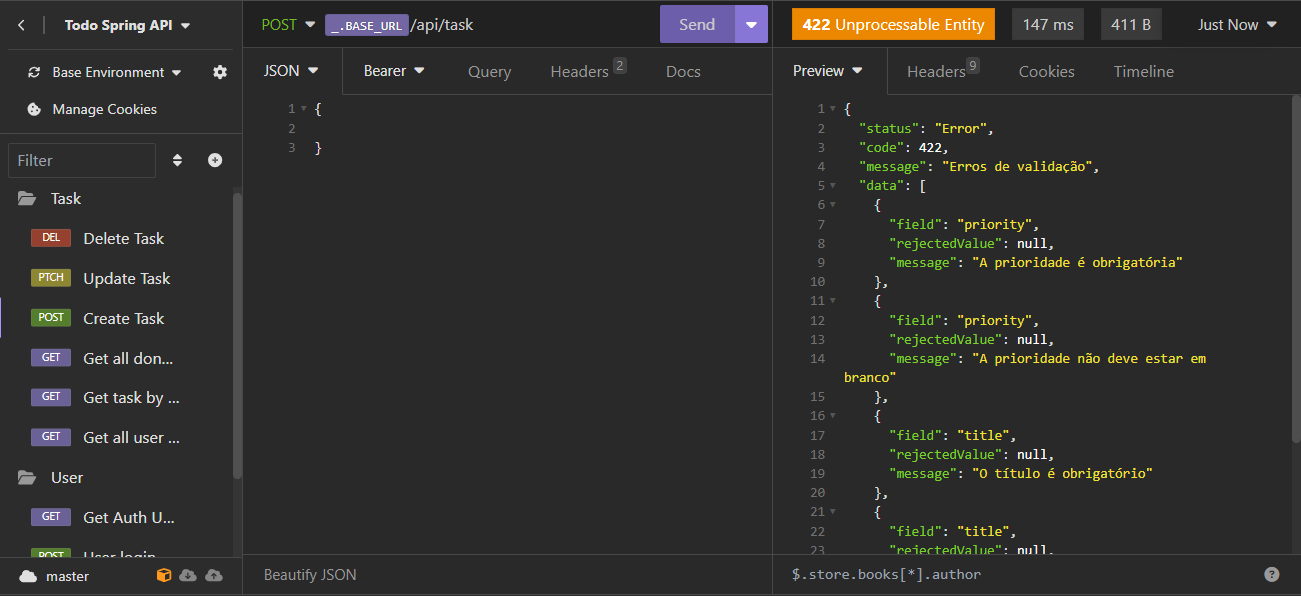 Todo Spring API
Base Environment
Manage Cookies
Filter
Task
DEL Delete Task
PTCH Update Task
POST Create Task
GET Get all don...
GET Get task by ...
GET Get all user ...
User
GET Get Auth U...
POST User login
master
POST _.BASE_URL /api/task
Send
JSON
Bearer
Query
Headers 2
Docs
1 {
2
3 }
Beautify JSON
422 Unprocessable Entity
147 ms
411 B
Just Now
Preview
Headers 9
Cookies
Timeline
1 {
2 "status": "Error",
3 "code": 422,
4 "message": "Erros de validação",
5 "data": [
6 {
7 "field": "priority",
8 "rejectedValue": null,
9 "message": "A prioridade é obrigatória"
10 },
11 {
12 "field": "priority",
13 "rejectedValue": null,
14 "message": "A prioridade não deve estar em
branco"
15 },
16 {
17 "field": "title",
18 "rejectedValue": null,
19 "message": "O título é obrigatório"
20 },
21 {
22 "field": "title",
23 "rejectedValue": null,
$.store.books[*].author
?